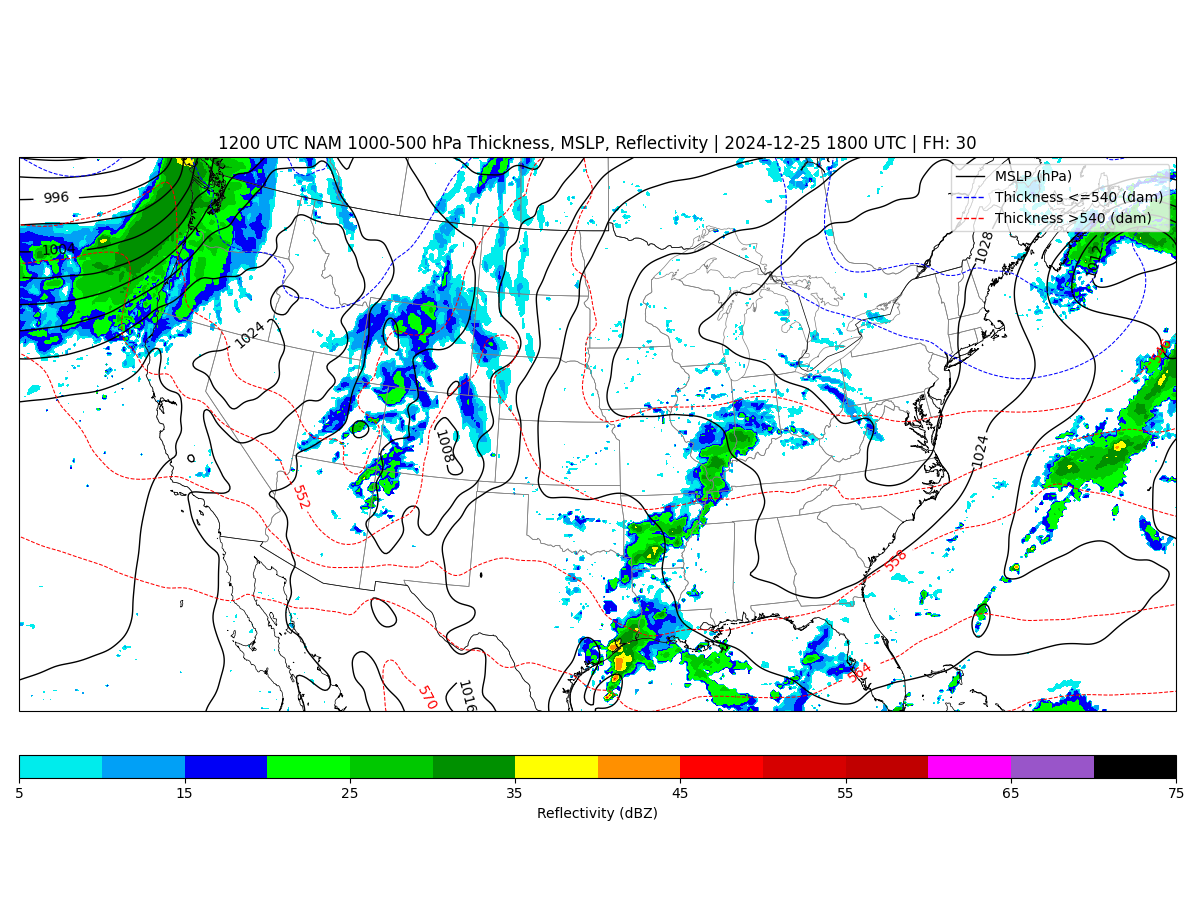 1200 UTC NAM 1000-500 hPa Thickness, MSLP, Reflectivity | 2024-12-25 1800 UTC | FH: 30
MSLP (hPa)
Thickness <=540 (dam)
Thickness >540 (dam)
996
1028
1024
1008
1024
552
558
564
570
1016
5 15 25 35 45 55 65 75
Reflectivity (dBZ)